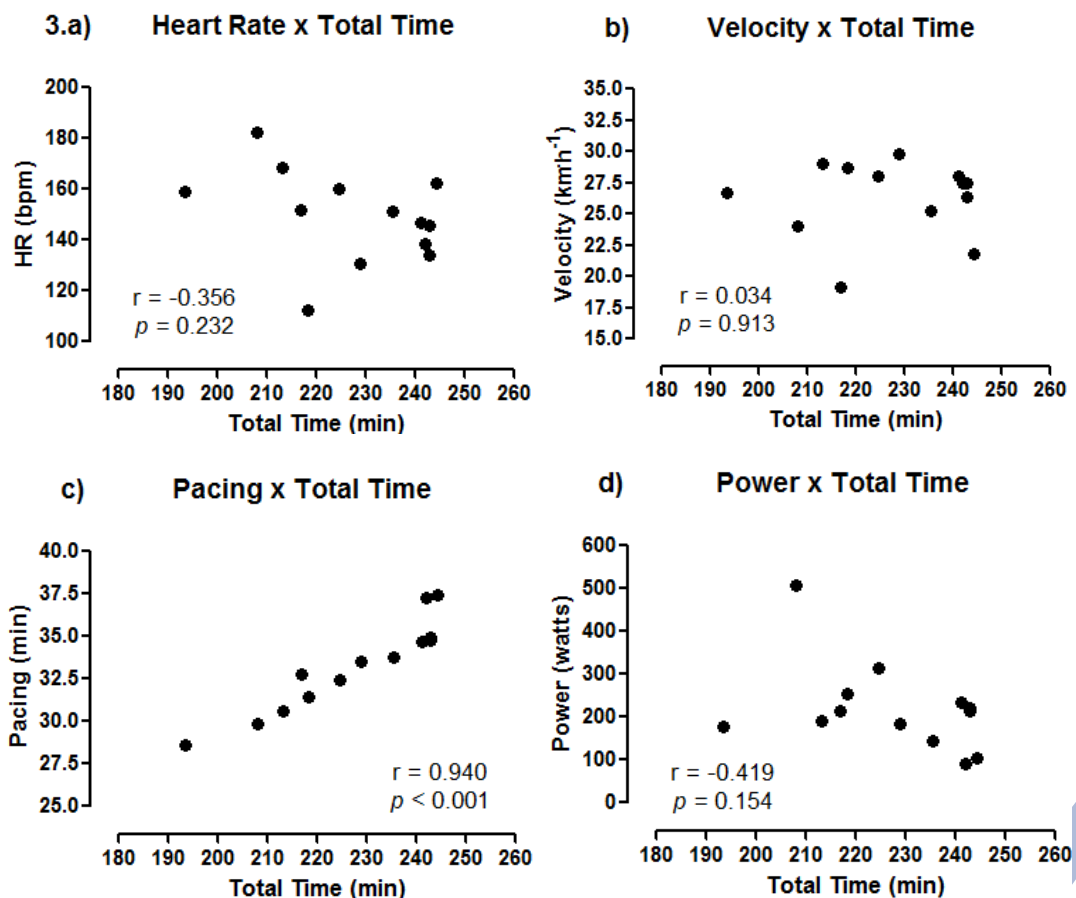 3.a) Heart Rate x Total Time
200
180
160
140
120
100
HR (bpm)
r = -0.356
p = 0.232
180 190 200 210 220 230 240 250 260
Total Time (min)
b) Velocity x Total Time
35.0
32.5
30.0
27.5
25.0
22.5
20.0
17.5
15.0
Velocity (kmh-1)
r = 0.034
p = 0.913
180 190 200 210 220 230 240 250 260
Total Time (min)
c) Pacing x Total Time
40.0
37.5
35.0
32.5
30.0
27.5
25.0
Pacing (min)
r = 0.940
p < 0.001
180 190 200 210 220 230 240 250 260
Total Time (min)
d) Power x Total Time
600
500
400
300
200
100
0
Power (watts)
r = -0.419
p = 0.154
180 190 200 210 220 230 240 250 260
Total Time (min)